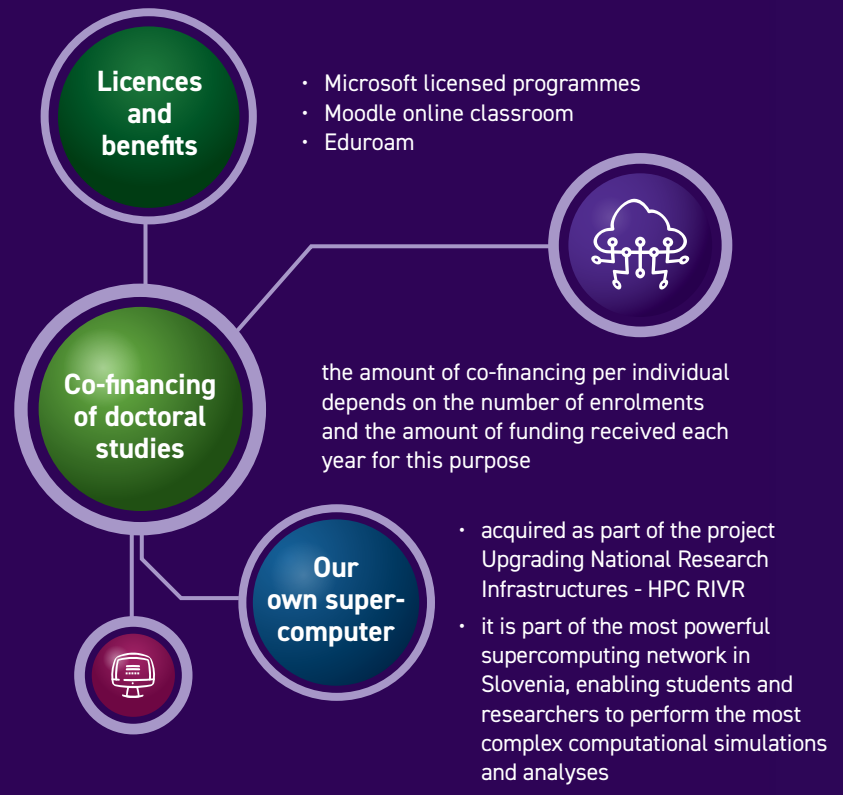 Licences
and
benefits
· Microsoft licensed programmes
· Moodle online classroom
· Eduroam
Co-financing
of doctoral
studies
the amount of co-financing per individual
depends on the number of enrolments
and the amount of funding received each
year for this purpose
Our
own super-
computer
· acquired as part of the project
Upgrading National Research
Infrastructures - HPC RIVR
· it is part of the most powerful
supercomputing network in
Slovenia, enabling students and
researchers to perform the most
complex computational simulations
and analyses